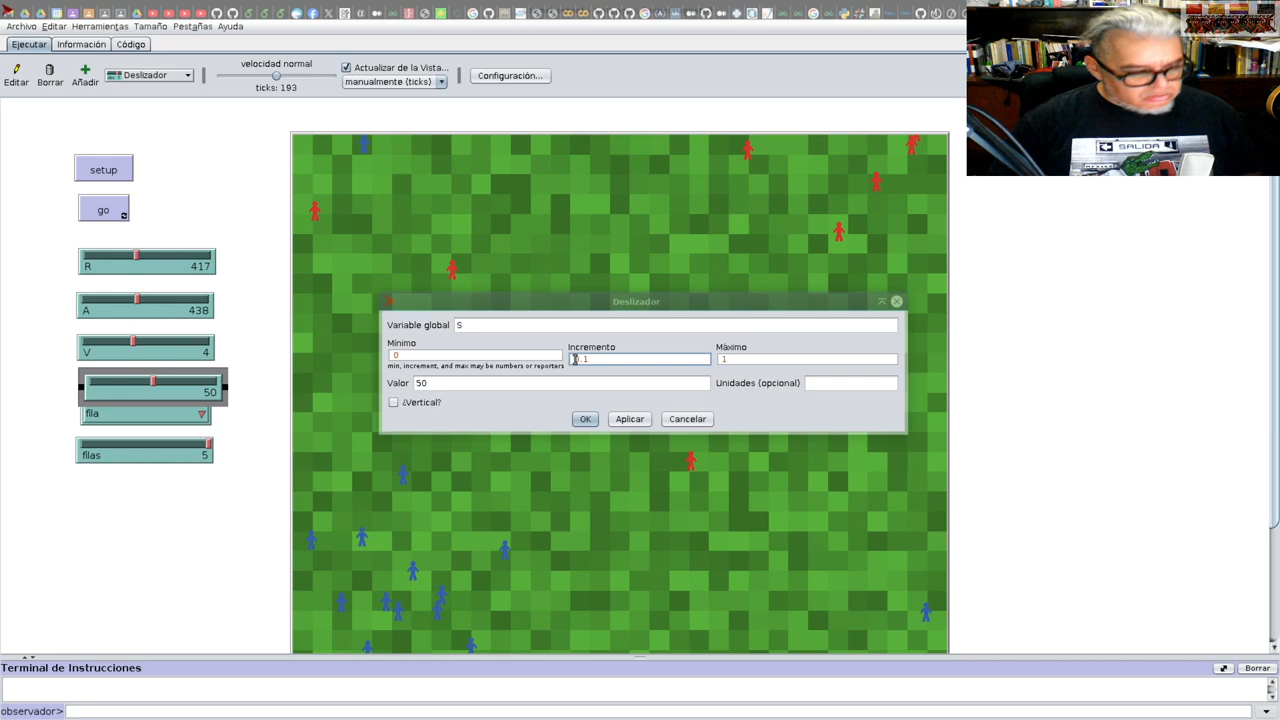 Archivo Editar Herramientas Tamaño Pestañas Ayuda
Ejecutar Información Código
Editar Borrar Añadir Deslizador
velocidad normal
ticks: 193
Actualizar de la Vista...
manualmente (ticks)
Configuración...
setup
go
R 417
A 438
V 4
50
fila
filas 5
SALIDA
Deslizador
Variable global S
Mínimo
0
min, increment, and max may be numbers or reporters
Incremento
0.1
Máximo
1
Valor 50
Unidades (opcional)
¿Vertical?
OK Aplicar Cancelar
Terminal de Instrucciones
Borrar
observador>